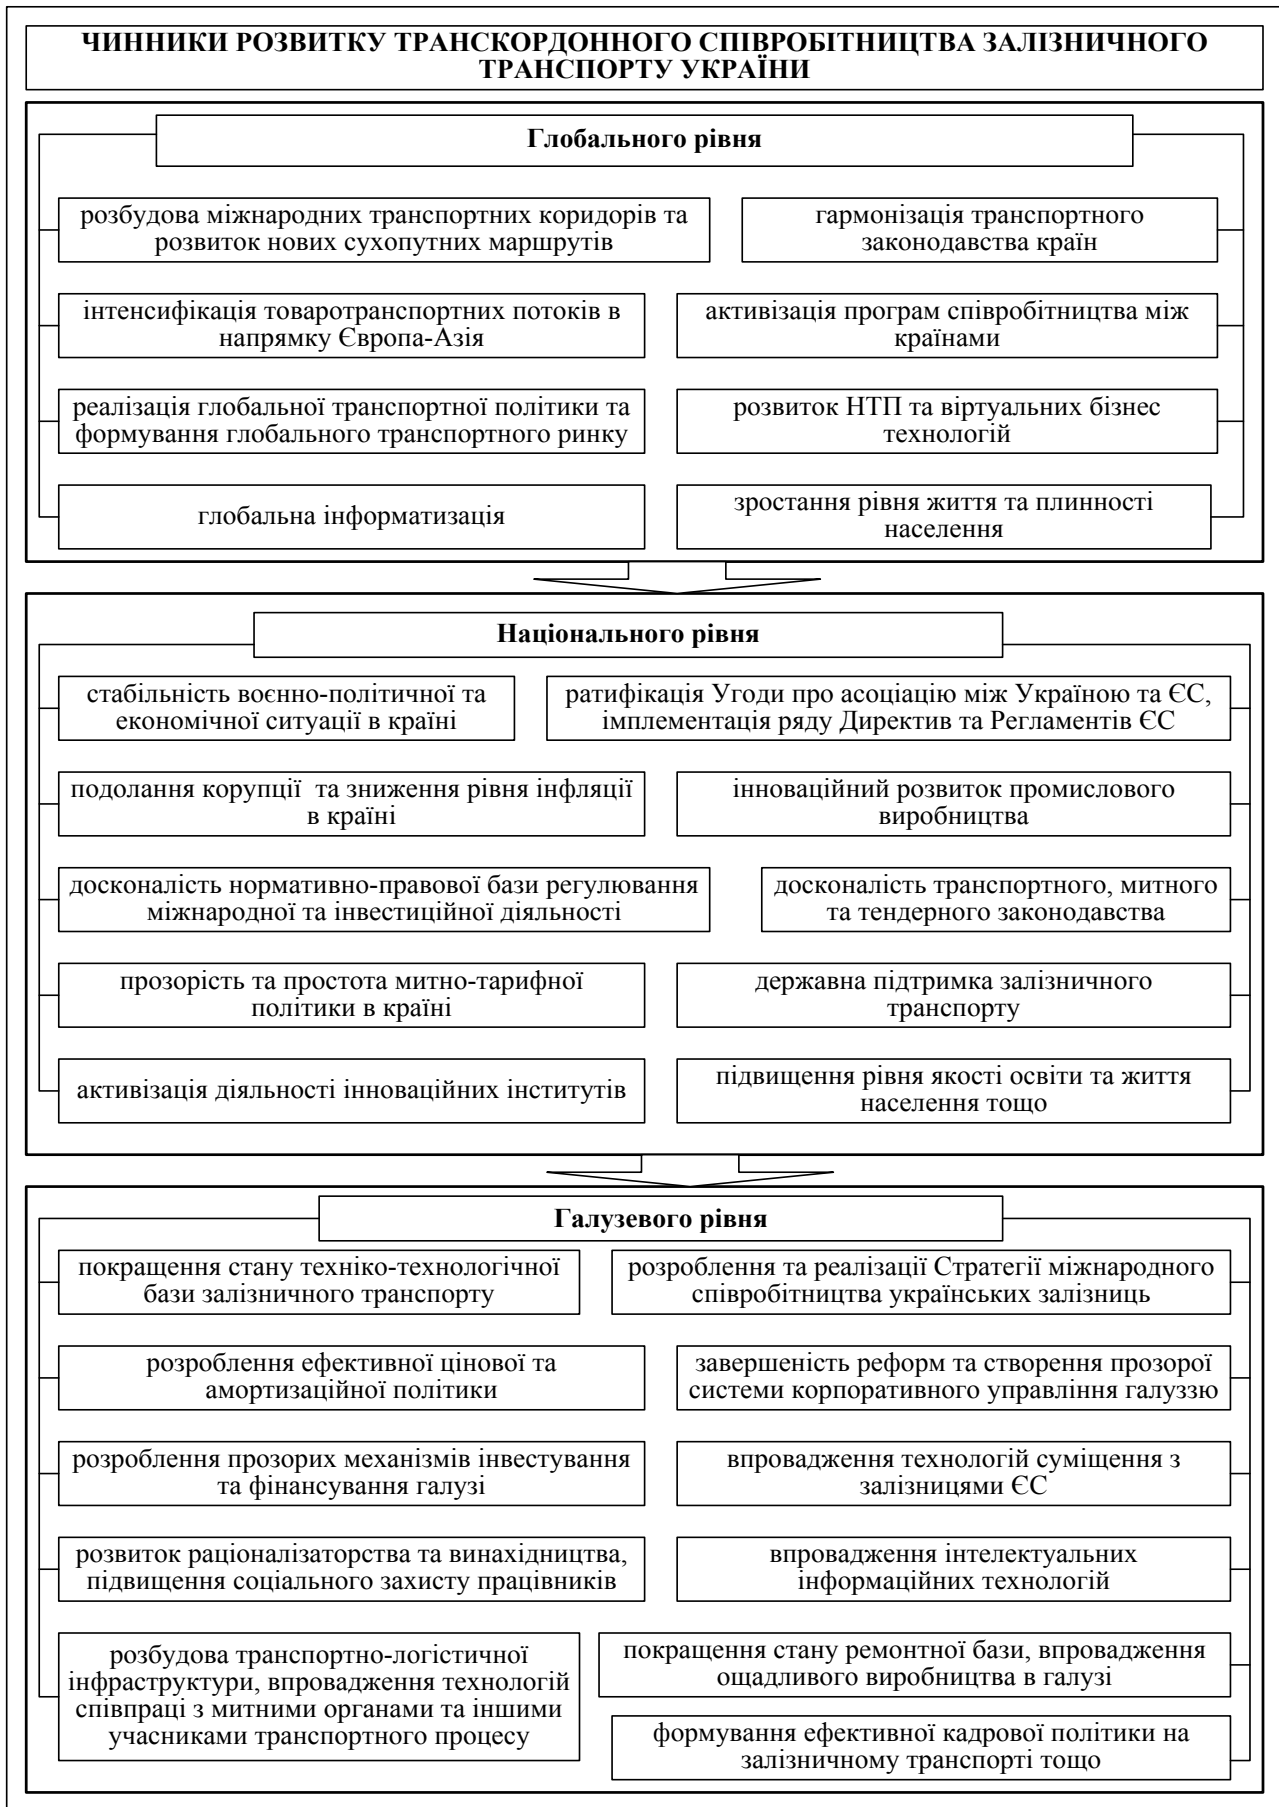 ЧИННИКИ РОЗВИТКУ ТРАНСКОРДОННОГО СПІВРОБІТНИЦТВА ЗАЛІЗНИЧНОГО
ТРАНСПОРТУ УКРАЇНИ
Глобального рівня
розбудова міжнародних транспортних коридорів та
розвиток нових сухопутних маршрутів
гармонізація транспортного
законодавства країн
інтенсифікація товаротранспортних потоків в
напрямку Європа-Азія
активізація програм співробітництва між
країнами
реалізація глобальної транспортної політики та
формування глобального транспортного ринку
розвиток НТП та віртуальних бізнес
технологій
глобальна інформатизація
зростання рівня життя та плинності
населення
Національного рівня
стабільність воєнно-політичної та
економічної ситуації в країні
ратифікація Угоди про асоціацію між Україною та ЄС,
імплементація ряду Директив та Регламентів ЄС
подолання корупції та зниження рівня інфляції
в країні
інноваційний розвиток промислового
виробництва
досконалість нормативно-правової бази регулювання
міжнародної та інвестиційної діяльності
досконалість транспортного, митного
та тендерного законодавства
прозорість та простота митно-тарифної
політики в країні
державна підтримка залізничного
транспорту
активізація діяльності інноваційних інститутів
підвищення рівня якості освіти та життя
населення тощо
Галузевого рівня
покращення стану техніко-технологічної
бази залізничного транспорту
розроблення та реалізації Стратегії міжнародного
співробітництва українських залізниць
розроблення ефективної цінової та
амортизаційної політики
завершеність реформ та створення прозорої
системи корпоративного управління галуззю
розроблення прозорих механізмів інвестування
та фінансування галузі
впровадження технологій суміщення з
залізницями ЄС
розвиток раціоналізаторства та винахідництва,
підвищення соціального захисту працівників
впровадження інтелектуальних
інформаційних технологій
розбудова транспортно-логістичної
інфраструктури, впровадження технологій
співпраці з митними органами та іншими
учасниками транспортного процесу
покращення стану ремонтної бази, впровадження
ощадливого виробництва в галузі
формування ефективної кадрової політики на
залізничному транспорті тощо